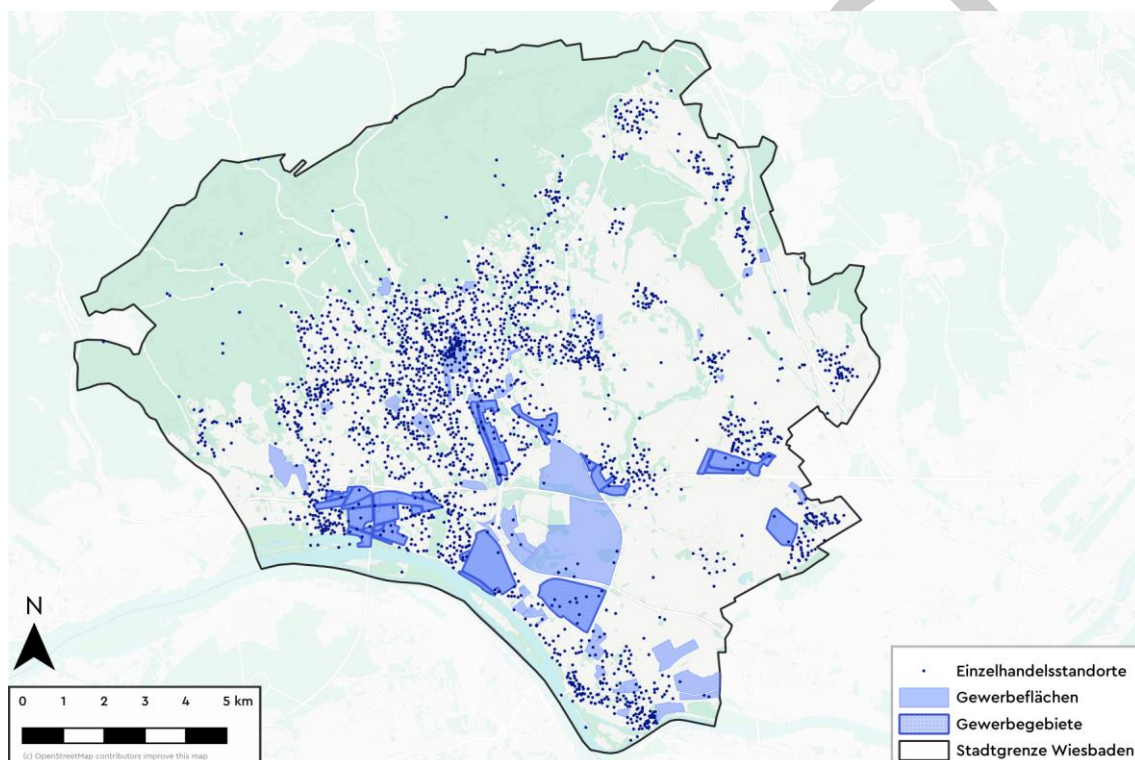 N
0 1 2 3 4 5 km
(c) OpenStreetMap contributors improve this map
Einzelhandelsstandorte
Gewerbeflächen
Gewerbegebiete
Stadtgrenze Wiesbaden